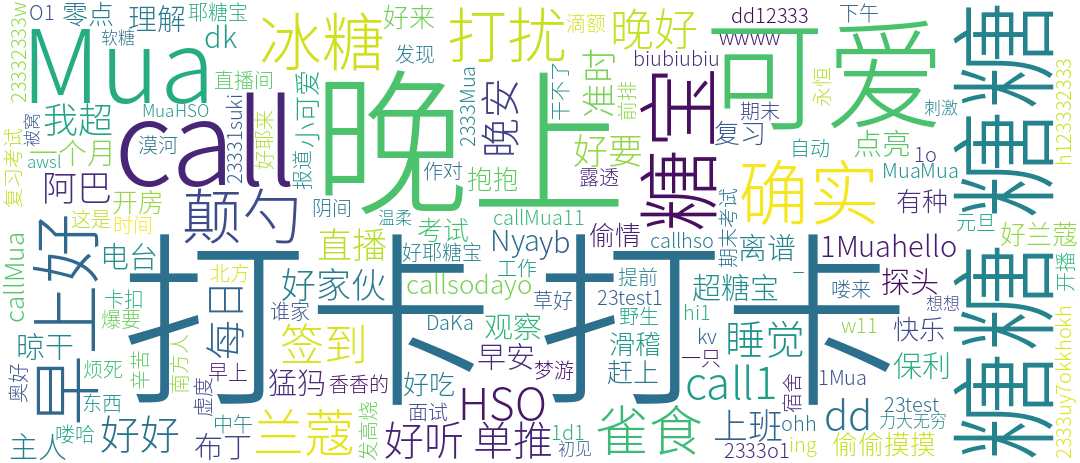 233332333w
O1
零点
软糖
耶糖宝
理解
dk
好来
发现
冰糖
打扰
滴额
晚好
dd12333
wwww
biubiubiu
下午
永恒
可爱
糖糖
糖糖
糖糖
糖糖
h123332333
Mua
直播间
小可爱
MuaHSO
漠河
call
晚上
2333Mua
干不了
准时
前排
糖宝
期末
复习
自动
刺激
点亮
1o
MuaMua
有种
元旦
好兰蔻
开播
我超
被窝
复习考试
awsl
一个月
阿巴
23331suki
好耶来
报道
晚安
作对
抱抱
好要
露透
确实
颠勺
开房
阴间
温柔
callMua11
偷情
callhso
期末考试
离谱
1Muahello
这是
时间
上好
早
callMua
电台
直播
考试
Nyayb
好耶糖宝
工作
提前
好家伙
callsodayo
超糖宝
探头
喽来
想想
北方
卡扣
爆要
每日
谁家
打卡打卡
DaKa
草好
23test1
野生
hi1
w11
快乐
晾干
签到
观察
滑稽
kv
一只
睡觉
保利
烦死
辛苦
南方人
早上
猛犸
香香的
早安
梦游
赶上
call1
1Mua
宿舍
23test
奥好
东西
虚度
好吃
HSO
面试
雀食
dd
ohh
力大无穷
主人
喽哈
好好
布丁
中午
兰蔻
发高烧
好听
单推
1d1
初见
上班
2333o1
ing
偷偷摸摸
2333uy7okkhokh